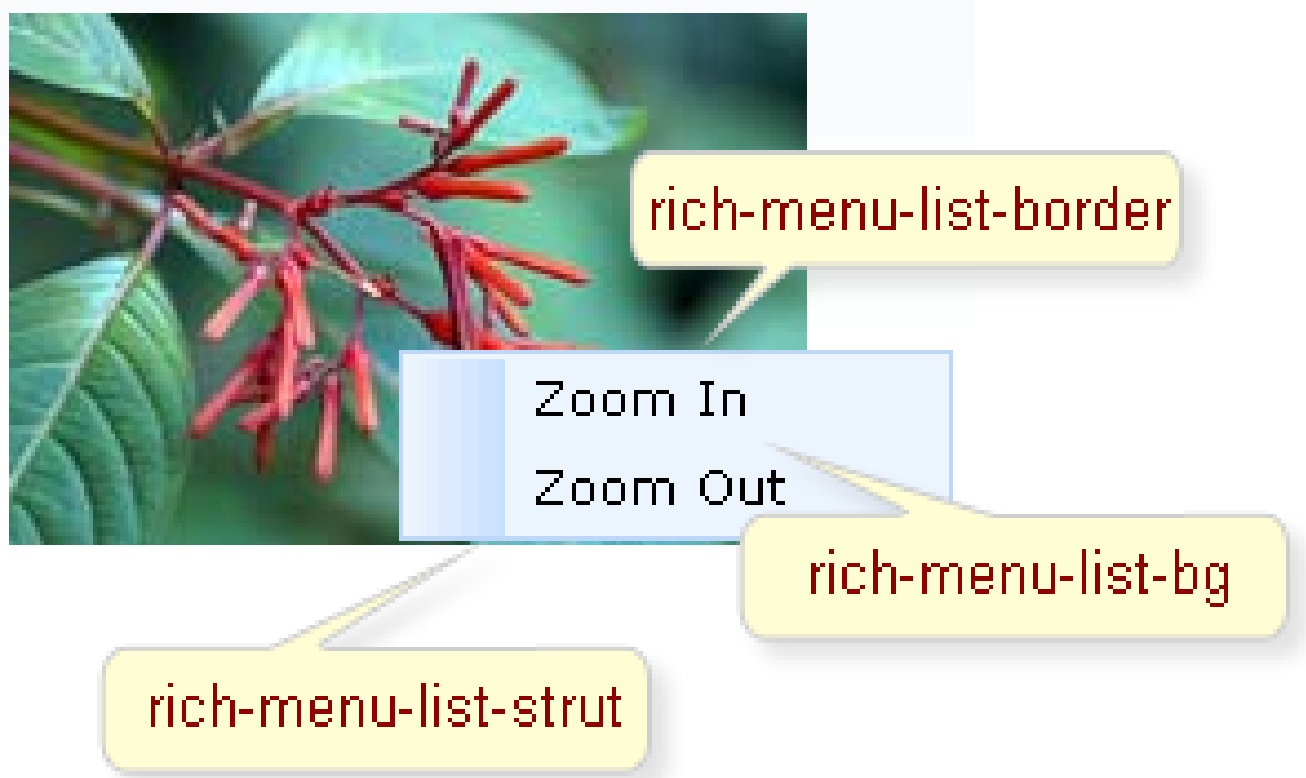 rich-menu-list-border
Zoom In
Zoom Out
rich-menu-list-bg
rich-menu-list-strut